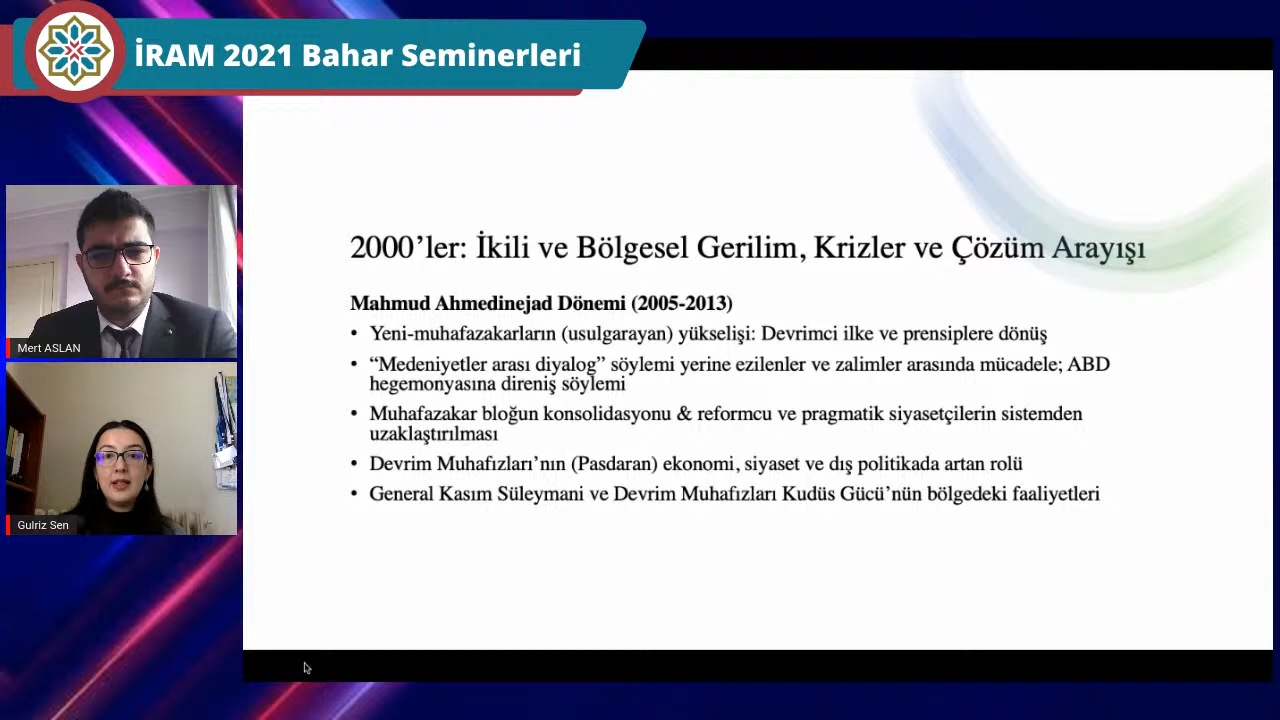 İRAM 2021 Bahar Seminerleri
2000’ler: İkili ve Bölgesel Gerilim, Krizler ve Çözüm Arayışı
Mahmud Ahmedinejad Dönemi (2005-2013)
• Yeni-muhafazakarların (usulgarayan) yükselişi: Devrimci ilke ve prensiplere dönüş
• “Medeniyetler arası diyalog” söylemi yerine ezilenler ve zalimler arasında mücadele; ABD
hegemonyasına direniş söylemi
• Muhafazakar bloğun konsolidasyonu & reformcu ve pragmatik siyasetçilerin sistemden
uzaklaştırılması
• Devrim Muhafızları’nın (Pasdaran) ekonomi, siyaset ve dış politikada artan rolü
• General Kasım Süleymani ve Devrim Muhafızları Kudüs Gücü’nün bölgedeki faaliyetleri
Mert ASLAN
Gulriz Sen